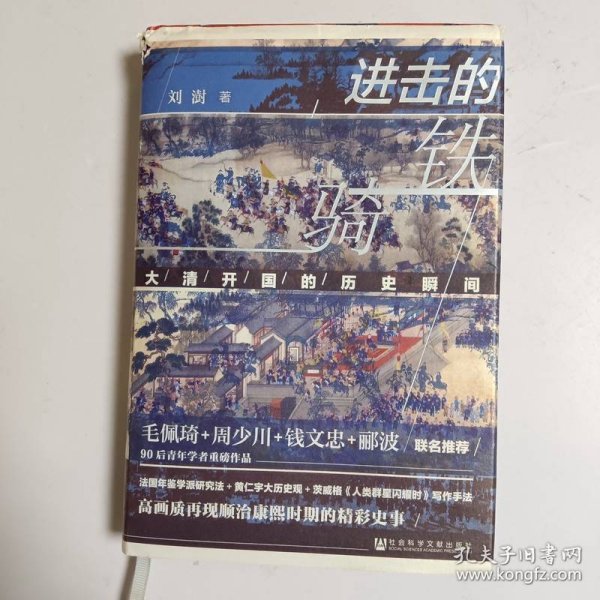 刘澍 著
进击的
铁
骑
大/清/开/国/的/历/史/瞬/间
毛佩琦+周少川+钱文忠+郦波/联名推荐/
90后青年学者重磅作品
法国年鉴学派研究法+黄仁宇大历史观+茨威格《人类群星闪耀时》写作手法
高画质再现顺治康熙时期的精彩史事/
社会科学文献出版社
SOCIAL SCIENCES ACADEMIC PRESS
孔夫子旧书网
www.kongfz.com